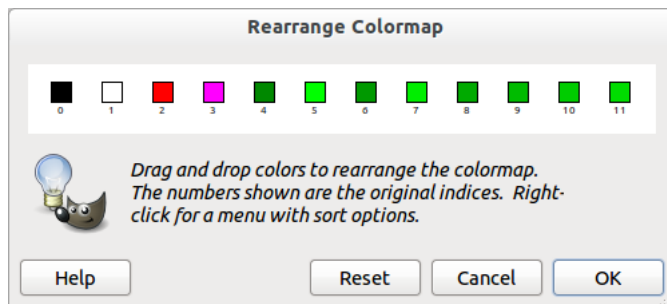 Rearrange Colormap
0 1 2 3 4 5 6 7 8 9 10 11
Drag and drop colors to rearrange the colormap.
The numbers shown are the original indices.  Right-
click for a menu with sort options.
Help Reset Cancel OK